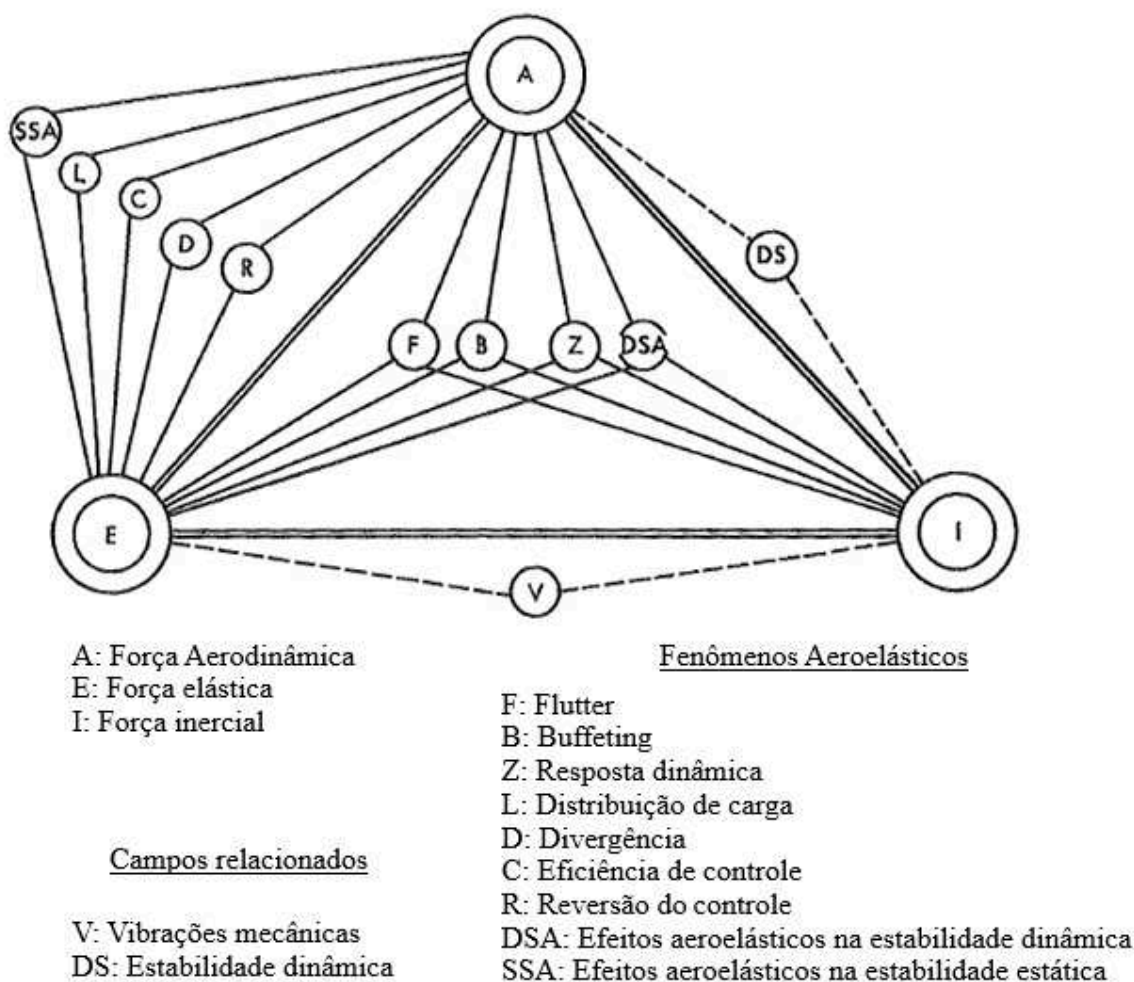 A
SSA
L
C
D
R
DS
F
B
Z
DSA
E
I
V
A: Força Aerodinâmica
E: Força elástica
I: Força inercial
Campos relacionados
V: Vibrações mecânicas
DS: Estabilidade dinâmica
Fenômenos Aeroelásticos
F: Flutter
B: Buffeting
Z: Resposta dinâmica
L: Distribuição de carga
D: Divergência
C: Eficiência de controle
R: Reversão do controle
DSA: Efeitos aeroelásticos na estabilidade dinâmica
SSA: Efeitos aeroelásticos na estabilidade estática